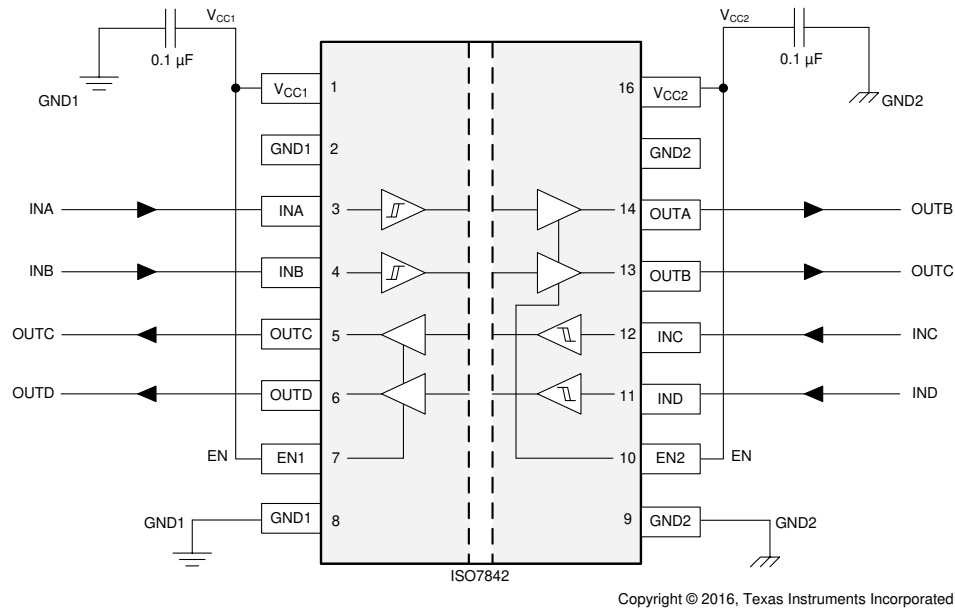 VCC1
VCC2
0.1 µF
0.1 µF
GND1
GND2
VCC1 1
16 VCC2
GND1 2
GND2
INA INA 3
14 OUTA OUTB
INB INB 4
13 OUTB OUTC
OUTC OUTC 5
12 INC INC
OUTD OUTD 6
11 IND IND
EN EN1 7
10 EN2 EN
GND1 GND1 8
9 GND2 GND2
ISO7842
Copyright © 2016, Texas Instruments Incorporated